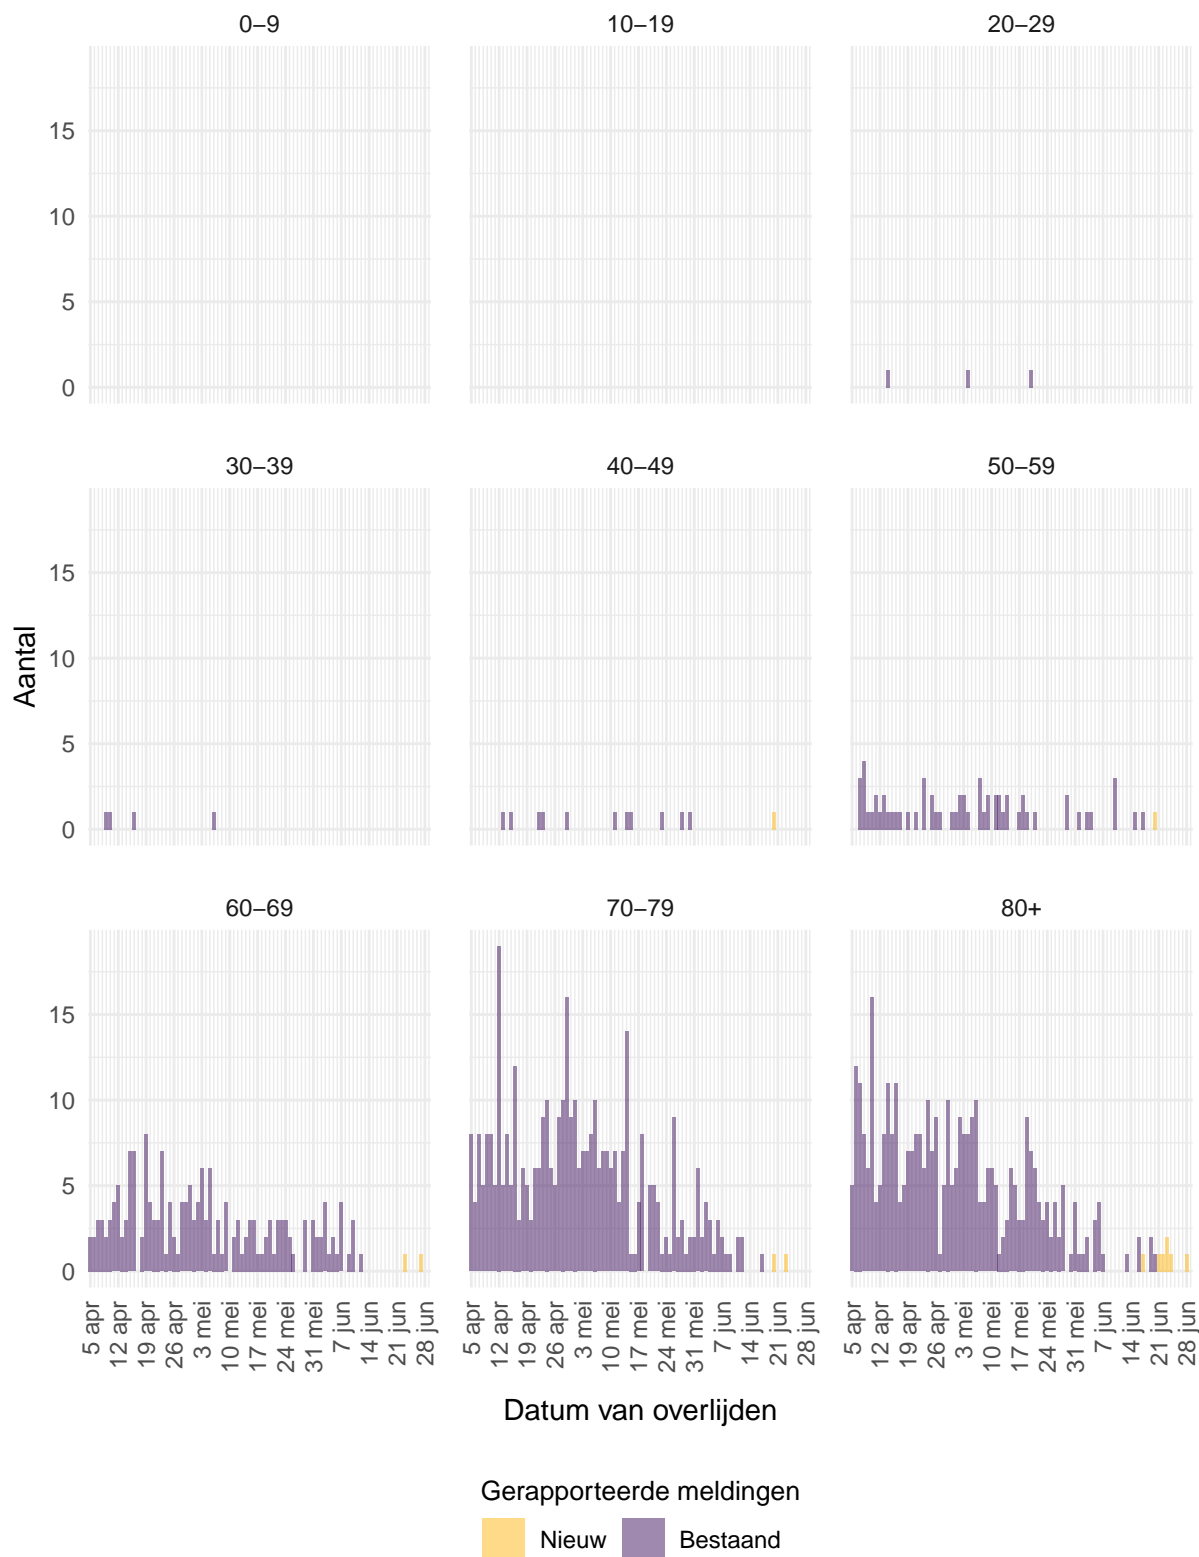 0–9 10–19 20–29
15
10
5
0
30–39 40–49 50–59
15
10
5
0
Aantal
60–69 70–79 80+
15
10
5
0
5 apr 12 apr 19 apr 26 apr 3 mei 10 mei 17 mei 24 mei 31 mei 7 jun 14 jun 21 jun 28 jun
5 apr 12 apr 19 apr 26 apr 3 mei 10 mei 17 mei 24 mei 31 mei 7 jun 14 jun 21 jun 28 jun
5 apr 12 apr 19 apr 26 apr 3 mei 10 mei 17 mei 24 mei 31 mei 7 jun 14 jun 21 jun 28 jun
Datum van overlijden
Gerapporteerde meldingen
Nieuw Bestaand